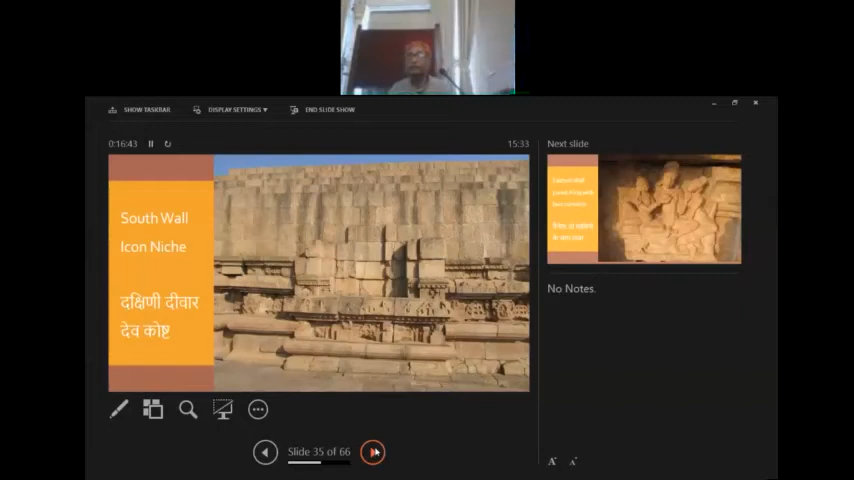 SHOW TASKBAR
DISPLAY SETTINGS
END SLIDE SHOW
0:16:43
15:33
Next slide
South Wall
Icon Niche
दक्षिणी दीवार
देव कोष्ट
No Notes.
Slide 35 of 66
A A